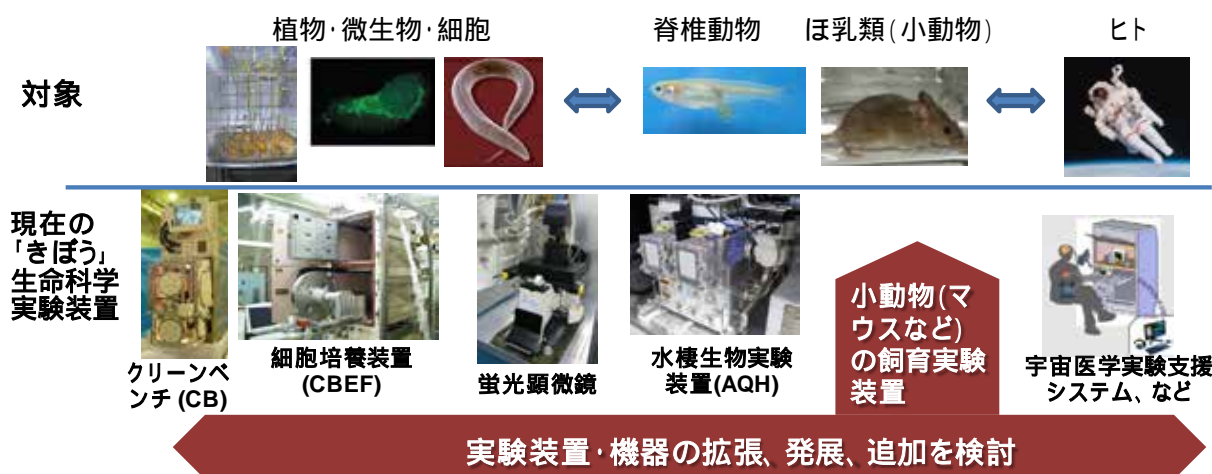 植物・微生物・細胞
脊椎動物
ほ乳類(小動物)
ヒト
対象
現在の
「きぼう」
生命科学
実験装置
クリーンベ
ンチ (CB)
細胞培養装置
(CBEF)
蛍光顕微鏡
水棲生物実験
装置(AQH)
小動物(マ
ウスなど)
の飼育実験
装置
宇宙医学実験支援
システム、など
実験装置・機器の拡張、発展、追加を検討